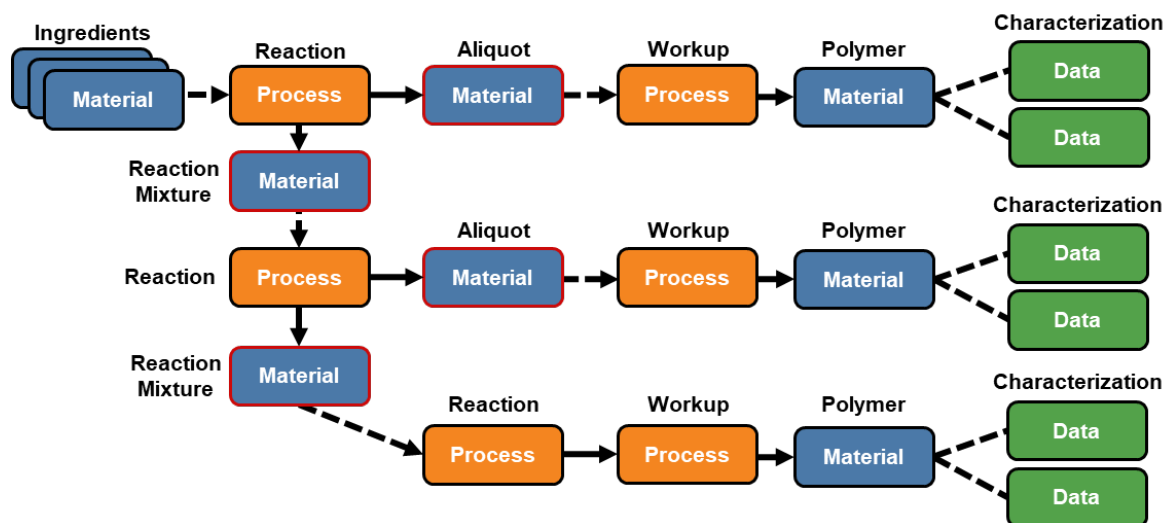 Ingredients
Reaction
Aliquot
Workup
Polymer
Characterization
Material
Process
Material
Process
Material
Data
Data
Reaction
Mixture
Material
Aliquot
Workup
Polymer
Characterization
Reaction
Process
Material
Process
Material
Data
Data
Reaction
Mixture
Material
Reaction
Workup
Polymer
Characterization
Process
Process
Material
Data
Data